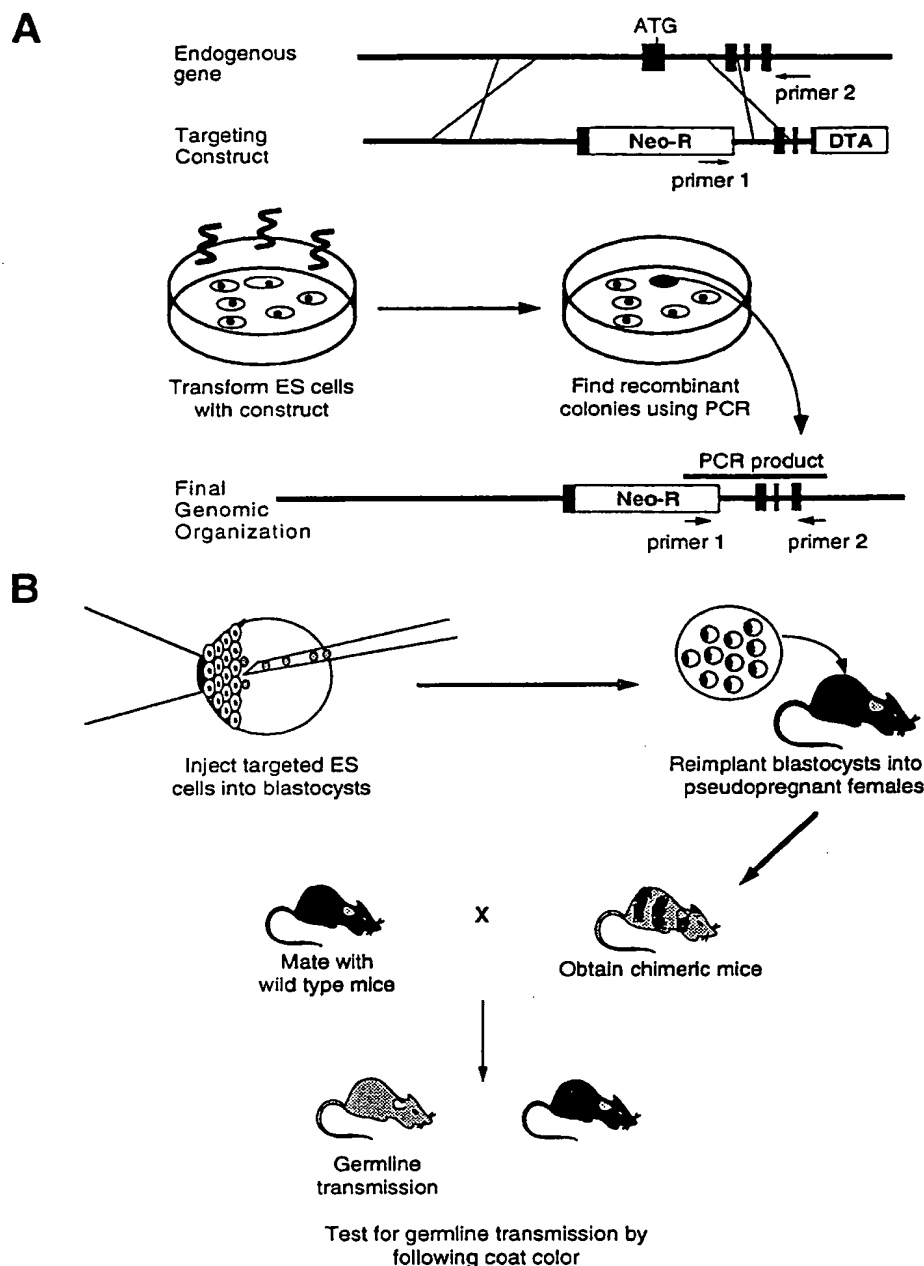 A
ATG
Endogenous
gene
primer 2
Targeting
Construct
Neo-R
DTA
primer 1
Transform ES cells
with construct
Find recombinant
colonies using PCR
PCR product
Final
Genomic
Organization
Neo-R
primer 1
primer 2
B
Inject targeted ES
cells into blastocysts
Reimplant blastocysts into
pseudopregnant females
X
Mate with
wild type mice
Obtain chimeric mice
Germline
transmission
Test for germline transmission by
following coat color